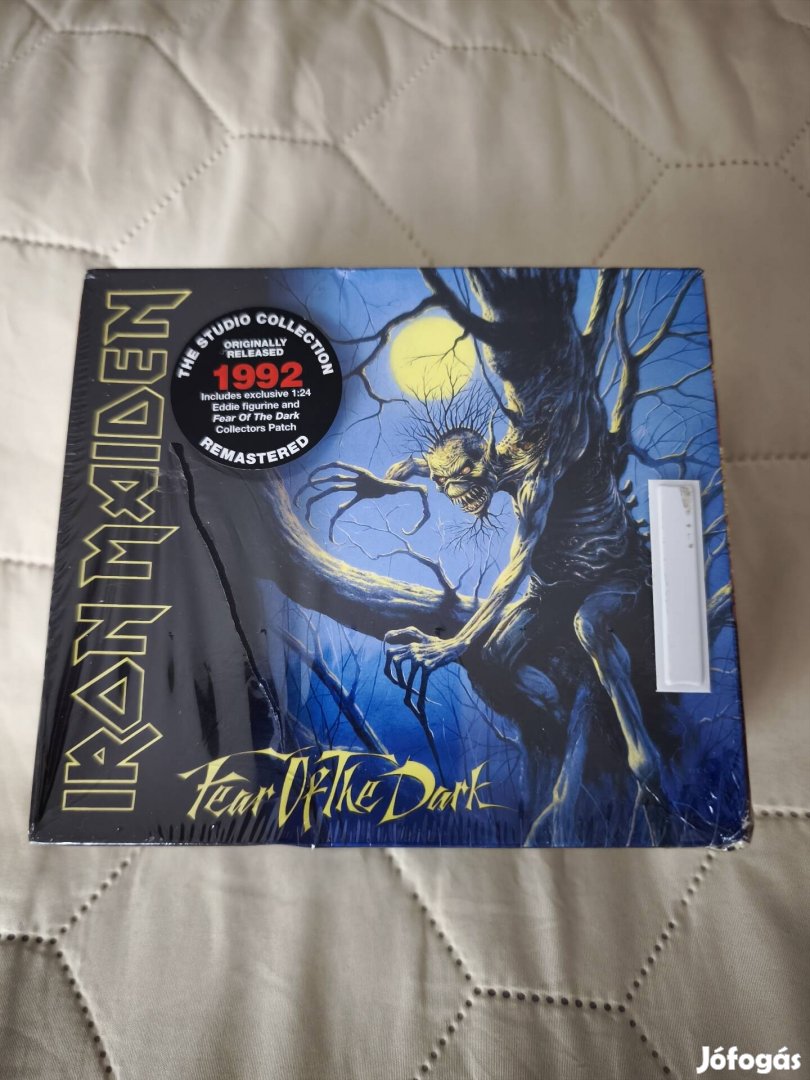 IRON MAIDEN
THE STUDIO COLLECTION
ORIGINALLY
RELEASED
1992
Includes exclusive 1:24
Eddie figurine and
Fear Of The Dark
Collectors Patch
REMASTERED
Fear Of The Dark
Jófogás